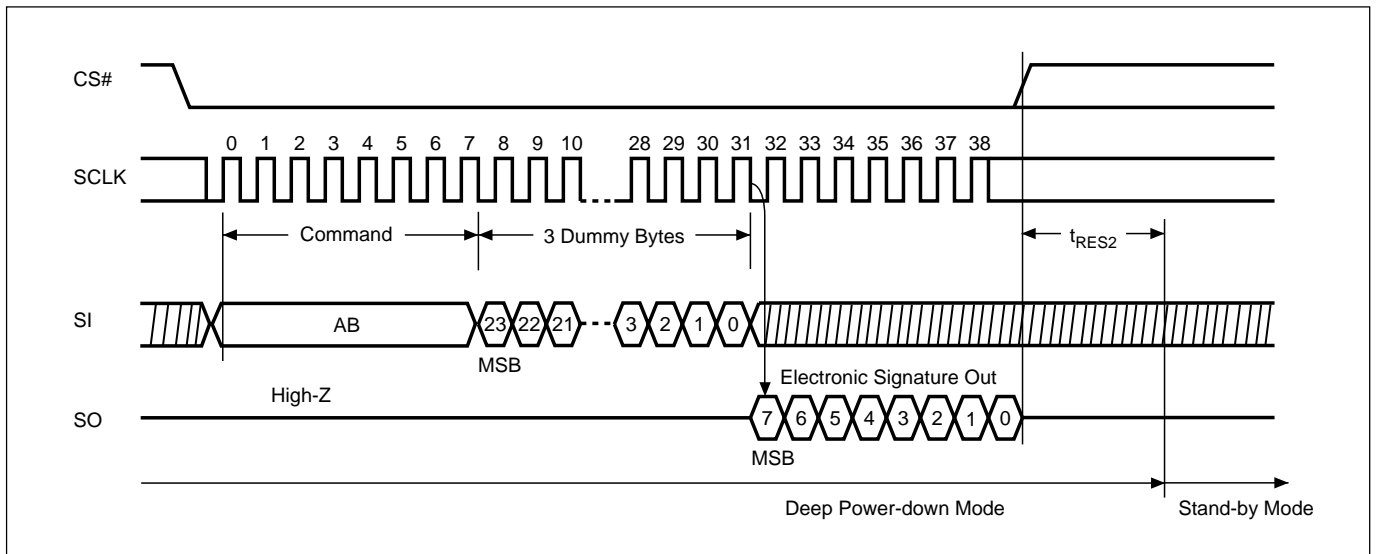 CS#
0 1 2 3 4 5 6 7 8 9 10 28 29 30 31 32 33 34 35 36 37 38
SCLK
Command 3 Dummy Bytes tRES2
SI AB 23 22 21 3 2 1 0
MSB
High-Z Electronic Signature Out
SO 7 6 5 4 3 2 1 0
MSB
Deep Power-down Mode Stand-by Mode